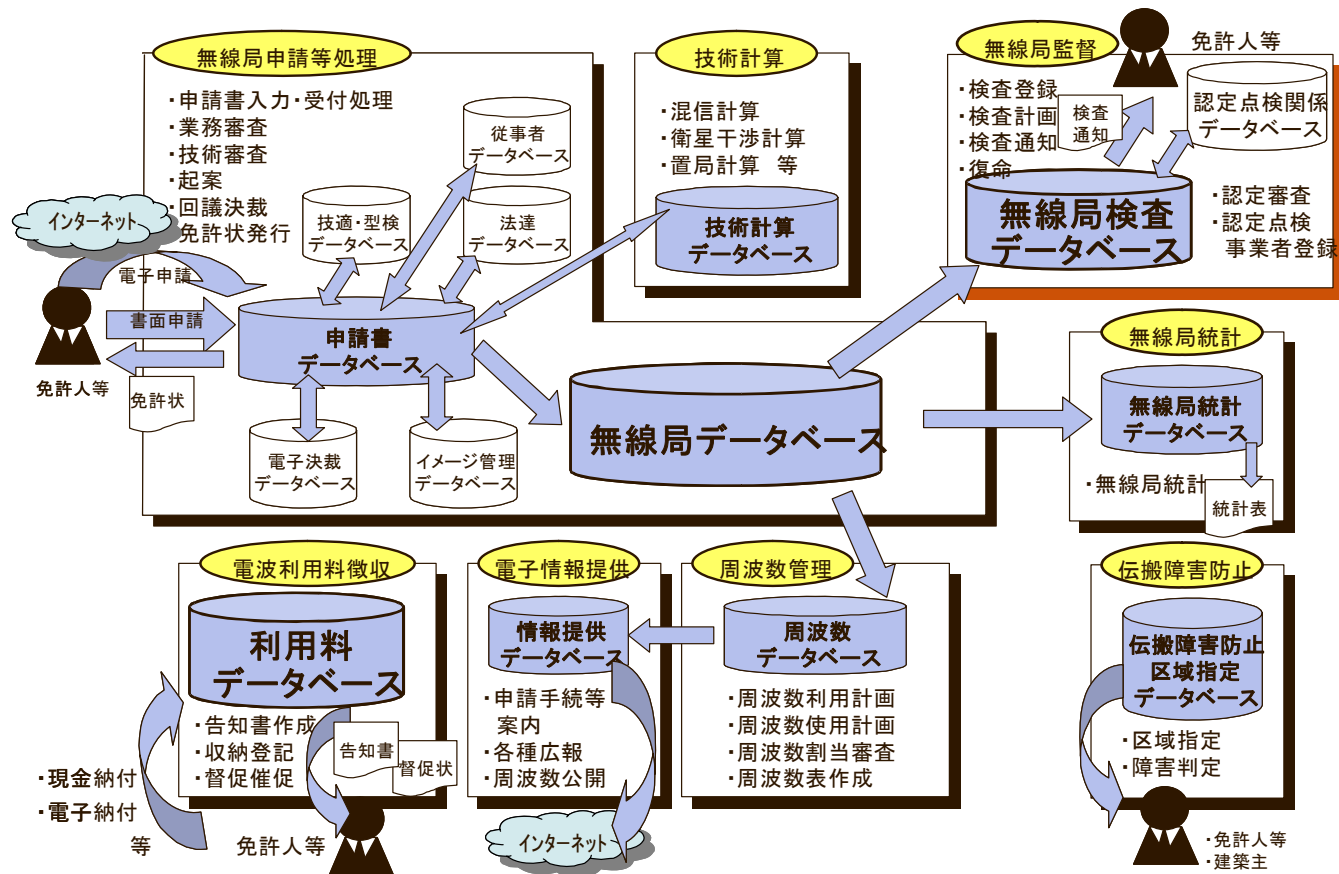 無線局申請等処理
・申請書入力・受付処理
・業務審査
・技術審査
・起案
・回議決裁
免許状発行
従事者
データベース
技適・型検
データベース
法達
データベース
インターネット
電子申請
書面申請
免許人等
免許状
申請書
データベース
電子決裁
データベース
イメージ管理
データベース
無線局データベース
技術計算
・混信計算
・衛星干渉計算
・置局計算 等
技術計算
データベース
無線局監督
免許人等
・検査登録
・検査計画
・検査通知
・復命
検査
通知
認定点検関係
データベース
無線局検査
データベース
・認定審査
・認定点検
事業者登録
無線局統計
無線局統計
データベース
・無線局統計
統計表
電波利用料徴収
利用料
データベース
・告知書作成
・収納登記
・督促催促
告知書
督促状
・現金納付
・電子納付
等
免許人等
電子情報提供
情報提供
データベース
・申請手続等
案内
・各種広報
・周波数公開
インターネット
周波数管理
周波数
データベース
・周波数利用計画
・周波数使用計画
・周波数割当審査
・周波数表作成
伝搬障害防止
伝搬障害防止
区域指定
データベース
・区域指定
・障害判定
・免許人等
・建築主